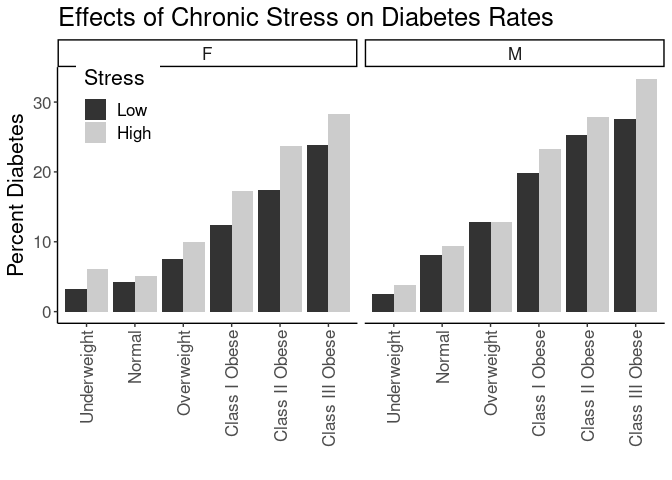 Effects of Chronic Stress on Diabetes Rates
F
M
Stress
Low
High
Percent Diabetes
30
20
10
0
Underweight
Normal
Overweight
Class I Obese
Class II Obese
Class III Obese
Underweight
Normal
Overweight
Class I Obese
Class II Obese
Class III Obese